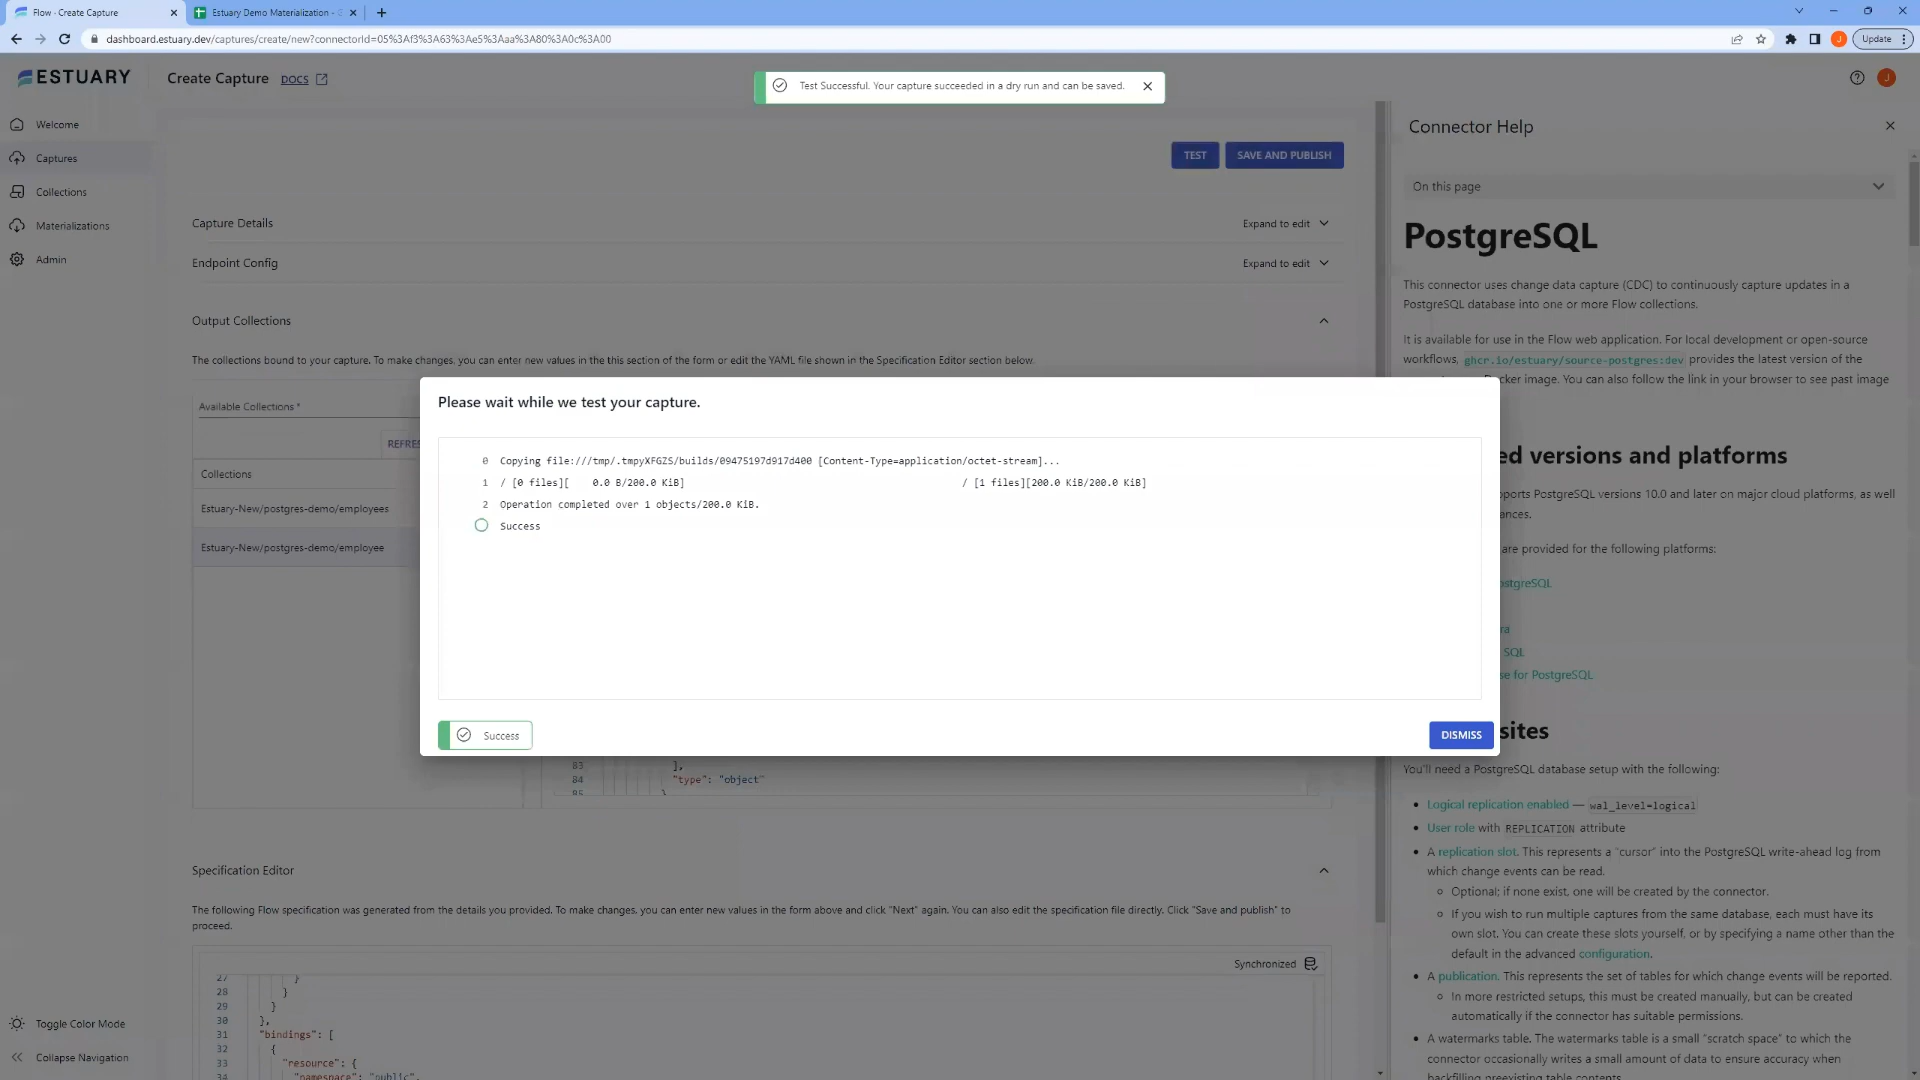 Flow - Create Capture
Estuary Demo Materialization - G
dashboard.estuary.dev/captures/create/new?connectorId=05%3Af3%3A63%3Ae5%3Aaa%3A80%3A0c%3A00
J
Update
ESTUARY
Create Capture
DOCS
Test Successful. Your capture succeeded in a dry run and can be saved.
J
Welcome
Captures
Collections
Materializations
Admin
TEST
SAVE AND PUBLISH
Capture Details
Expand to edit
Endpoint Config
Expand to edit
Output Collections
The collections bound to your capture. To make changes, you can enter new values in the this section of the form or edit the YAML file shown in the Specification Editor section below.
Available Collections *
REFRES
Collections
Estuary-New/postgres-demo/employees
Estuary-New/postgres-demo/employee
Please wait while we test your capture.
0 Copying file:///tmp/.tmpyXFGZS/builds/09475197d917d400 [Content-Type=application/octet-stream]...
1 / [0 files][ 0.0 B/200.0 KiB] / [1 files][200.0 KiB/200.0 KiB]
2 Operation completed over 1 objects/200.0 KiB.
Success
Success
DISMISS
83 ],
84 "type": "object"
85 }
Specification Editor
The following Flow specification was generated from the details you provided. To make changes, you can enter new values in the form above and click "Next" again. You can also edit the specification file directly. Click "Save and publish" to
proceed.
Synchronized
27 }
28 }
29 }
30 },
31 "bindings": [
32 {
33 "resource": {
34 "namespace": "public",
Toggle Color Mode
Collapse Navigation
Connector Help
On this page
PostgreSQL
This connector uses change data capture (CDC) to continuously capture updates in a
PostgreSQL database into one or more Flow collections.
It is available for use in the Flow web application. For local development or open-source
workflows, ghcr.io/estuary/source-postgres:dev provides the latest version of the
cker image. You can also follow the link in your browser to see past image
ed versions and platforms
pports PostgreSQL versions 10.0 and later on major cloud platforms, as well
ances.
are provided for the following platforms:
ostgreSQL
ra
SQL
se for PostgreSQL
sites
You'll need a PostgreSQL database setup with the following:
• Logical replication enabled — wal_level=logical
• User role with REPLICATION attribute
• A replication slot. This represents a "cursor" into the PostgreSQL write-ahead log from
which change events can be read.
Optional; if none exist, one will be created by the connector.
If you wish to run multiple captures from the same database, each must have its
own slot. You can create these slots yourself, or by specifying a name other than the
default in the advanced configuration.
• A publication. This represents the set of tables for which change events will be reported.
In more restricted setups, this must be created manually, but can be created
automatically if the connector has suitable permissions.
• A watermarks table. The watermarks table is a small "scratch space" to which the
connector occasionally writes a small amount of data to ensure accuracy when
backfilling preexisting table contents.